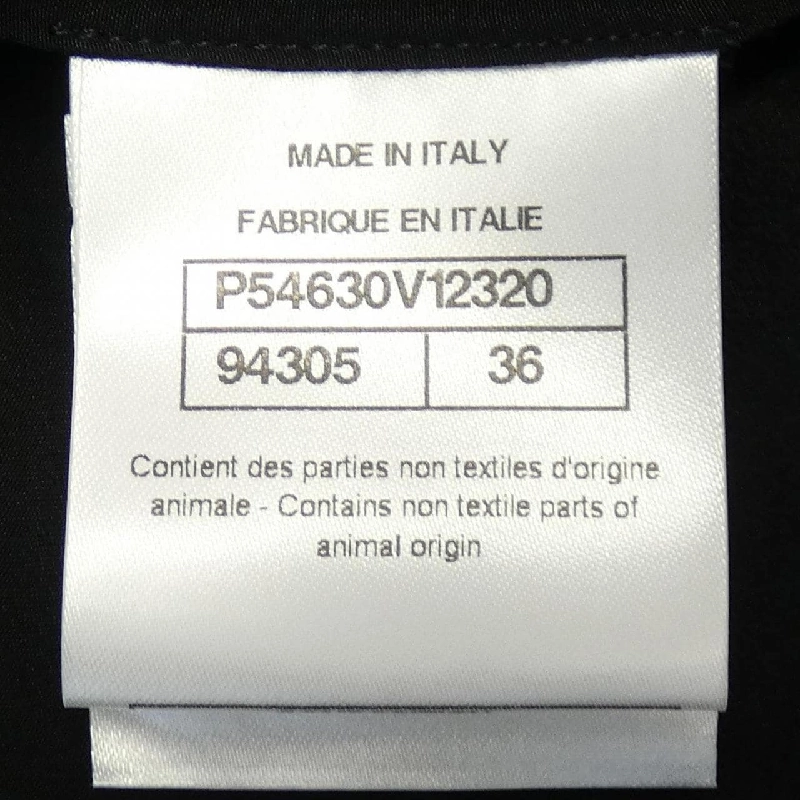 MADE IN ITALY
FABRIQUE EN ITALIE
P54630V12320
94305 36
Contient des parties non textiles d'origine
animale - Contains non textile parts of
animal origin